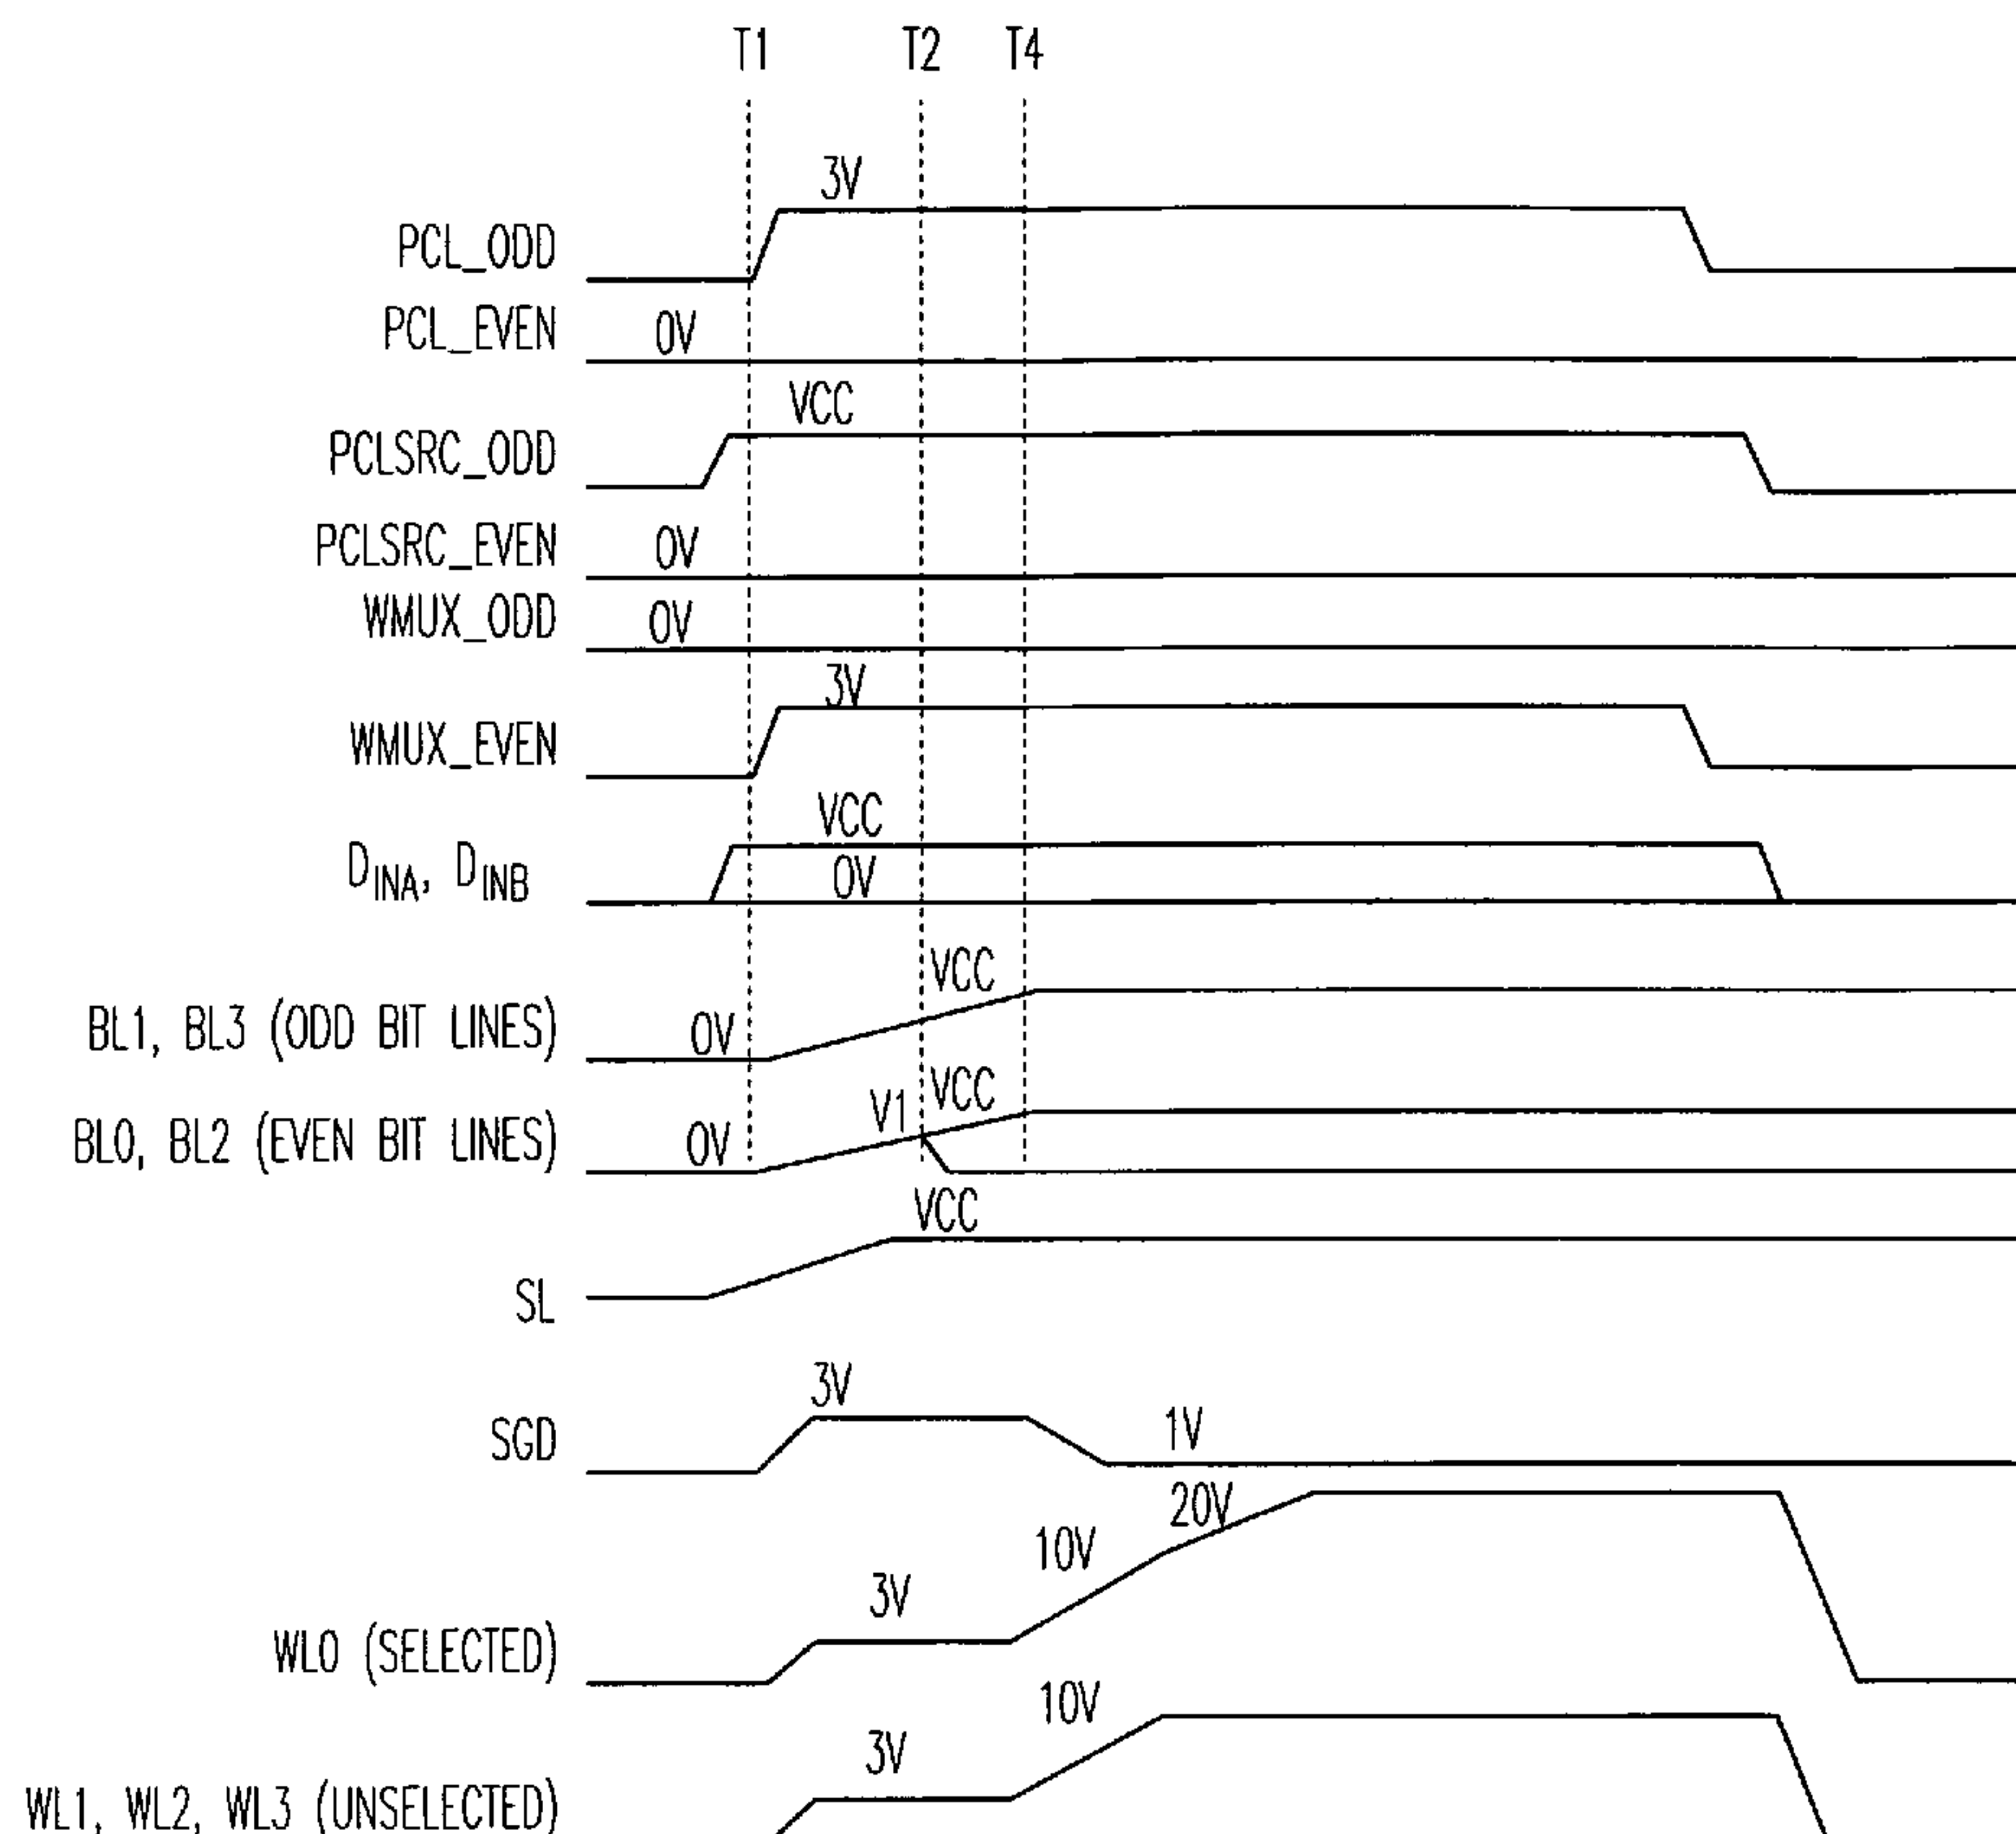 T1 T2 T4
3V
PCL_ODD
PCL_EVEN 0V
VCC
PCLSRC_ODD
PCLSRC_EVEN 0V
WMUX_ODD 0V
3V
WMUX_EVEN
VCC
DINA, DINB 0V
VCC
BL1, BL3 (ODD BIT LINES) 0V
V1 VCC
BL0, BL2 (EVEN BIT LINES) 0V
VCC
SL
3V
SGD 1V
20V
10V
3V
WL0 (SELECTED)
10V
3V
WL1, WL2, WL3 (UNSELECTED)